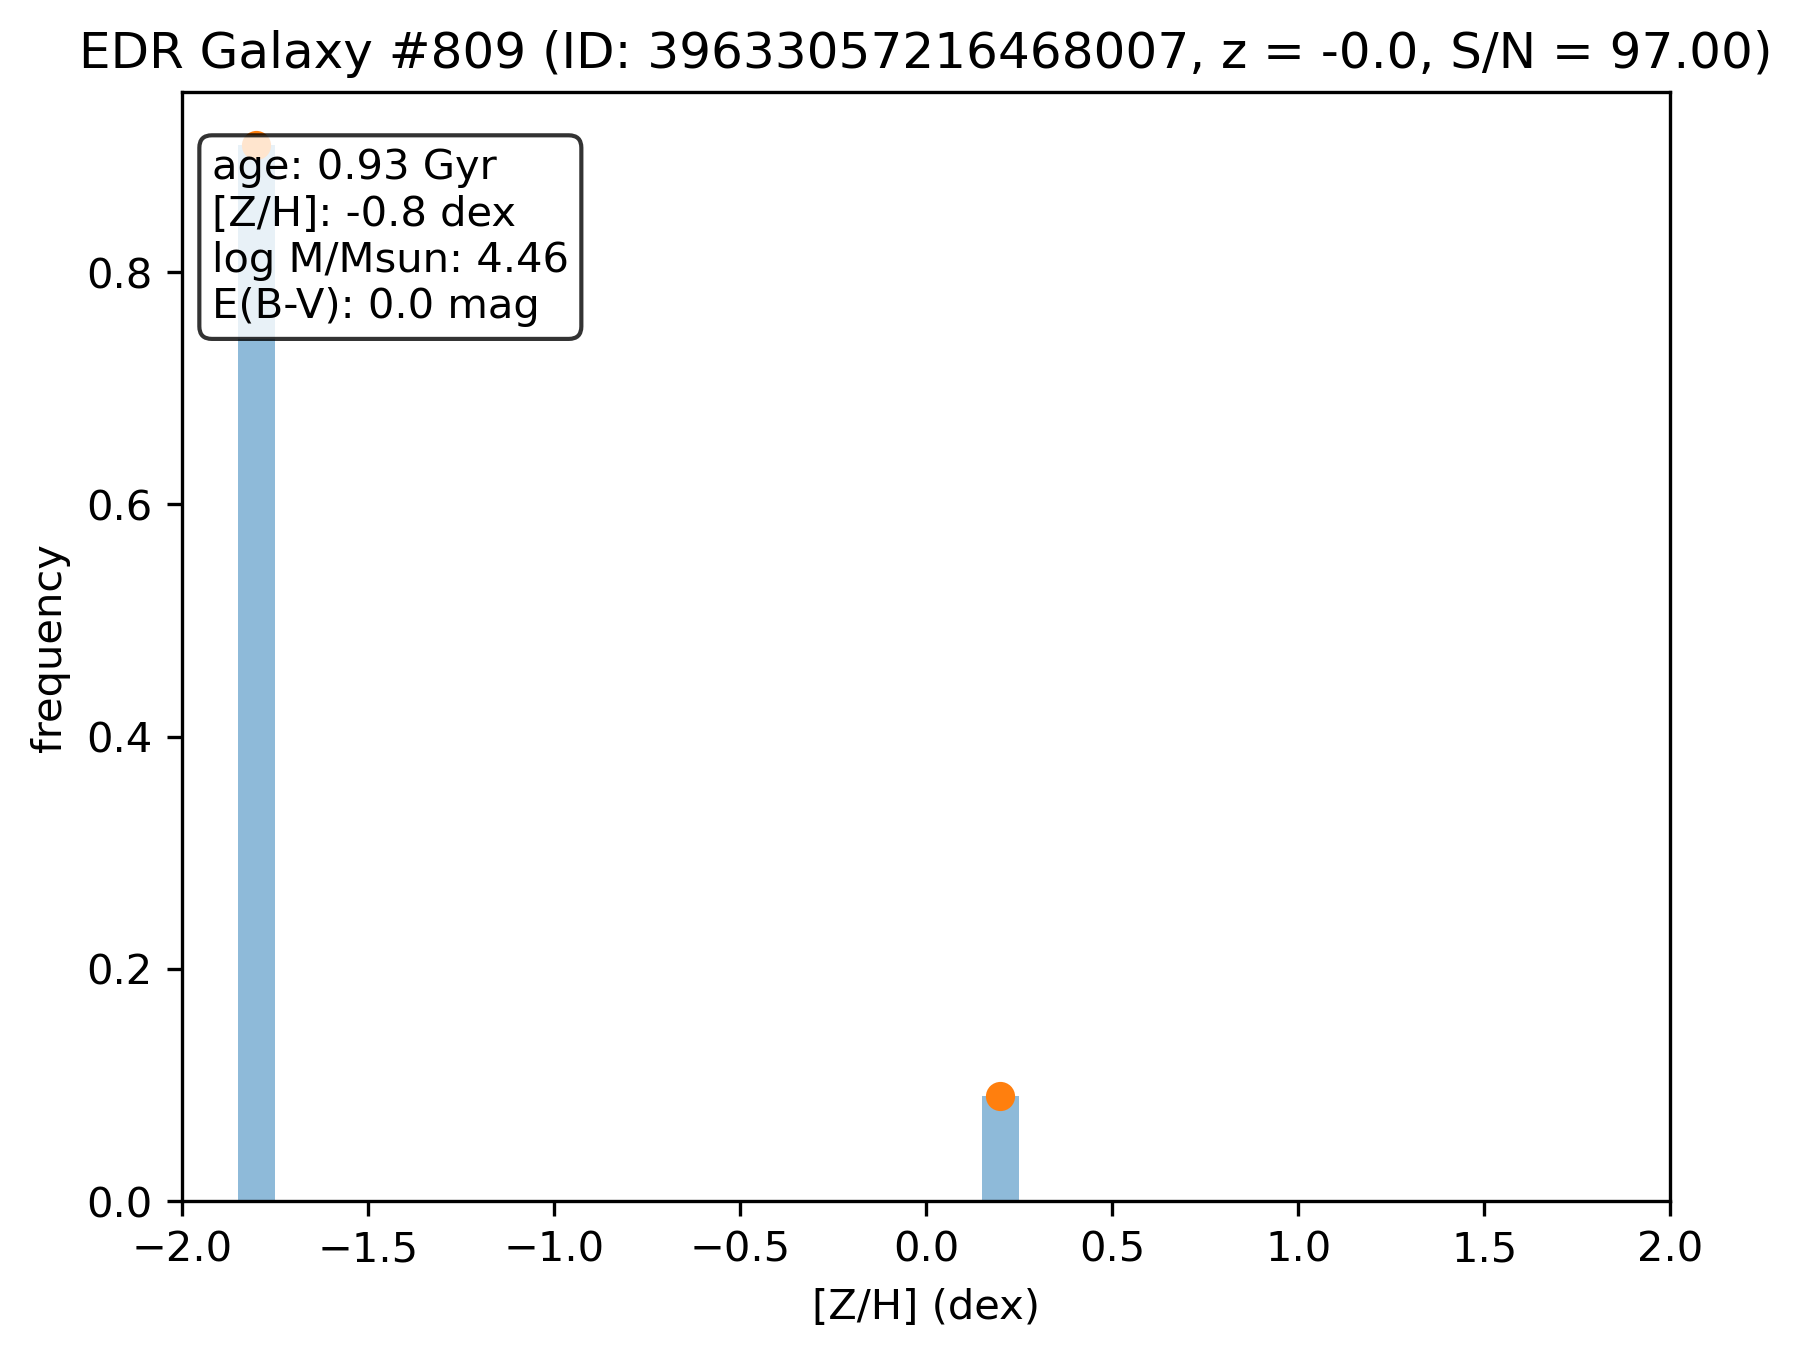 EDR Galaxy #809 (ID: 39633057216468007, z = -0.0, S/N = 97.00)
age: 0.93 Gyr
[Z/H]: -0.8 dex
log M/Msun: 4.46
E(B-V): 0.0 mag
0.8
0.6
0.4
0.2
0.0
frequency
−2.0 −1.5 −1.0 −0.5 0.0 0.5 1.0 1.5 2.0
[Z/H] (dex)